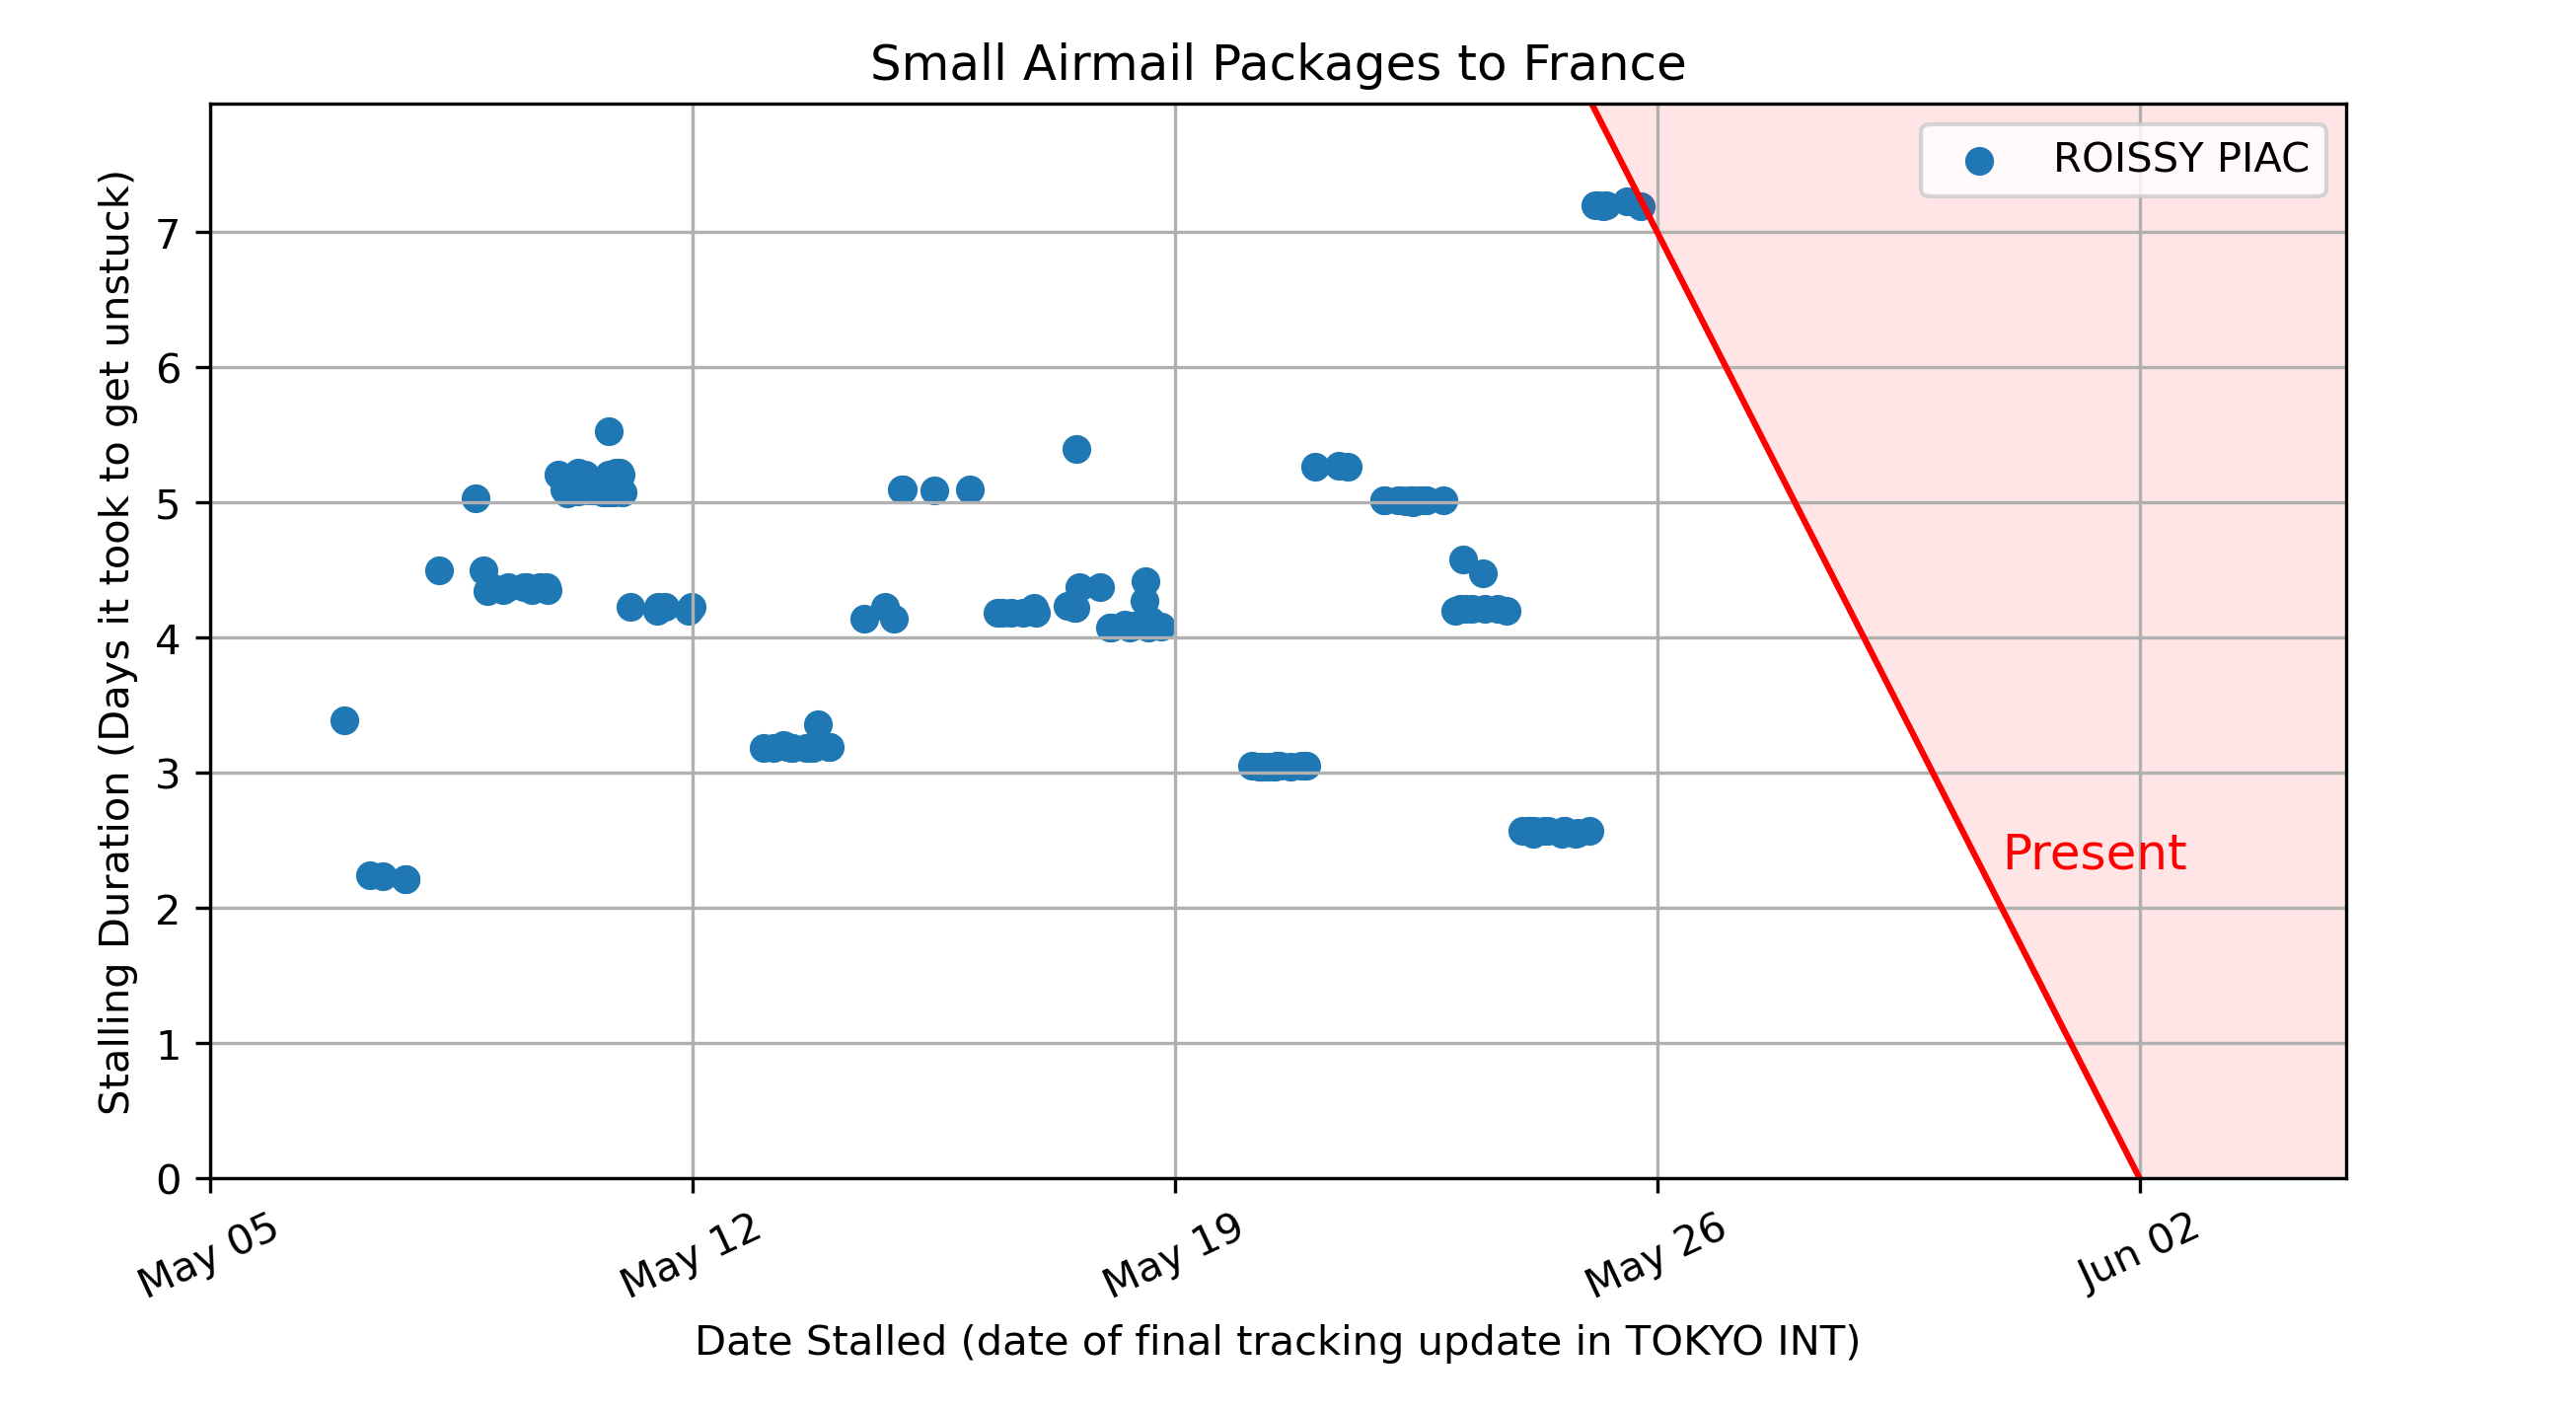 Small Airmail Packages to France
ROISSY PIAC
Stalling Duration (Days it took to get unstuck)
7
6
5
4
3
2
1
0
Present
May 05
May 12
May 19
May 26
Jun 02
Date Stalled (date of final tracking update in TOKYO INT)